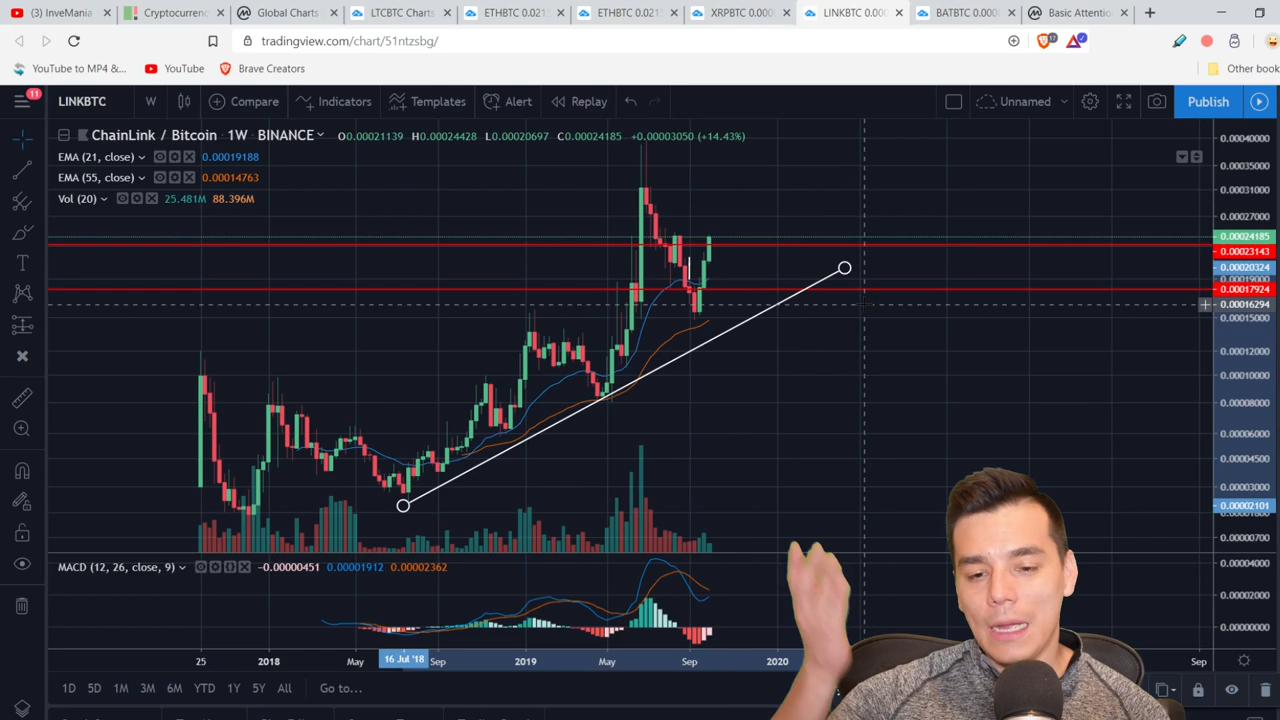 (3) InveMania
Cryptocurrenc
Global Charts
LTCBTC Charts
ETHBTC 0.021
ETHBTC 0.021
XRPBTC 0.000
LINKBTC 0.000
BATBTC 0.000
Basic Attentio
tradingview.com/chart/51ntzsbg/
17
YouTube to MP4 &...
YouTube
Brave Creators
Other book
11
LINKBTC
W
Compare
Indicators
Templates
Alert
Replay
Unnamed
Publish
ChainLink / Bitcoin 1W BINANCE
O0.00021139 H0.00024428 L0.00020697 C0.00024185 +0.00003050 (+14.43%)
EMA (21, close) 0.00019188
EMA (55, close) 0.00014763
Vol (20) 25.481M 88.396M
0.00040000
0.00035000
0.00031000
0.00027000
0.00024185
0.00023143
0.00020324
0.00019000
0.00017924
0.00016294
0.00015000
0.00012000
0.00010000
0.00008000
0.00006000
0.00004500
0.00003000
0.00002101
0.00000700
MACD (12, 26, close, 9) −0.00000451 0.00001912 0.00002362
0.00004000
0.00002000
0.00000000
25 2018 May 16 Jul '18 Sep 2019 May Sep 2020 Sep
1D 5D 1M 3M 6M YTD 1Y 5Y All Go to...